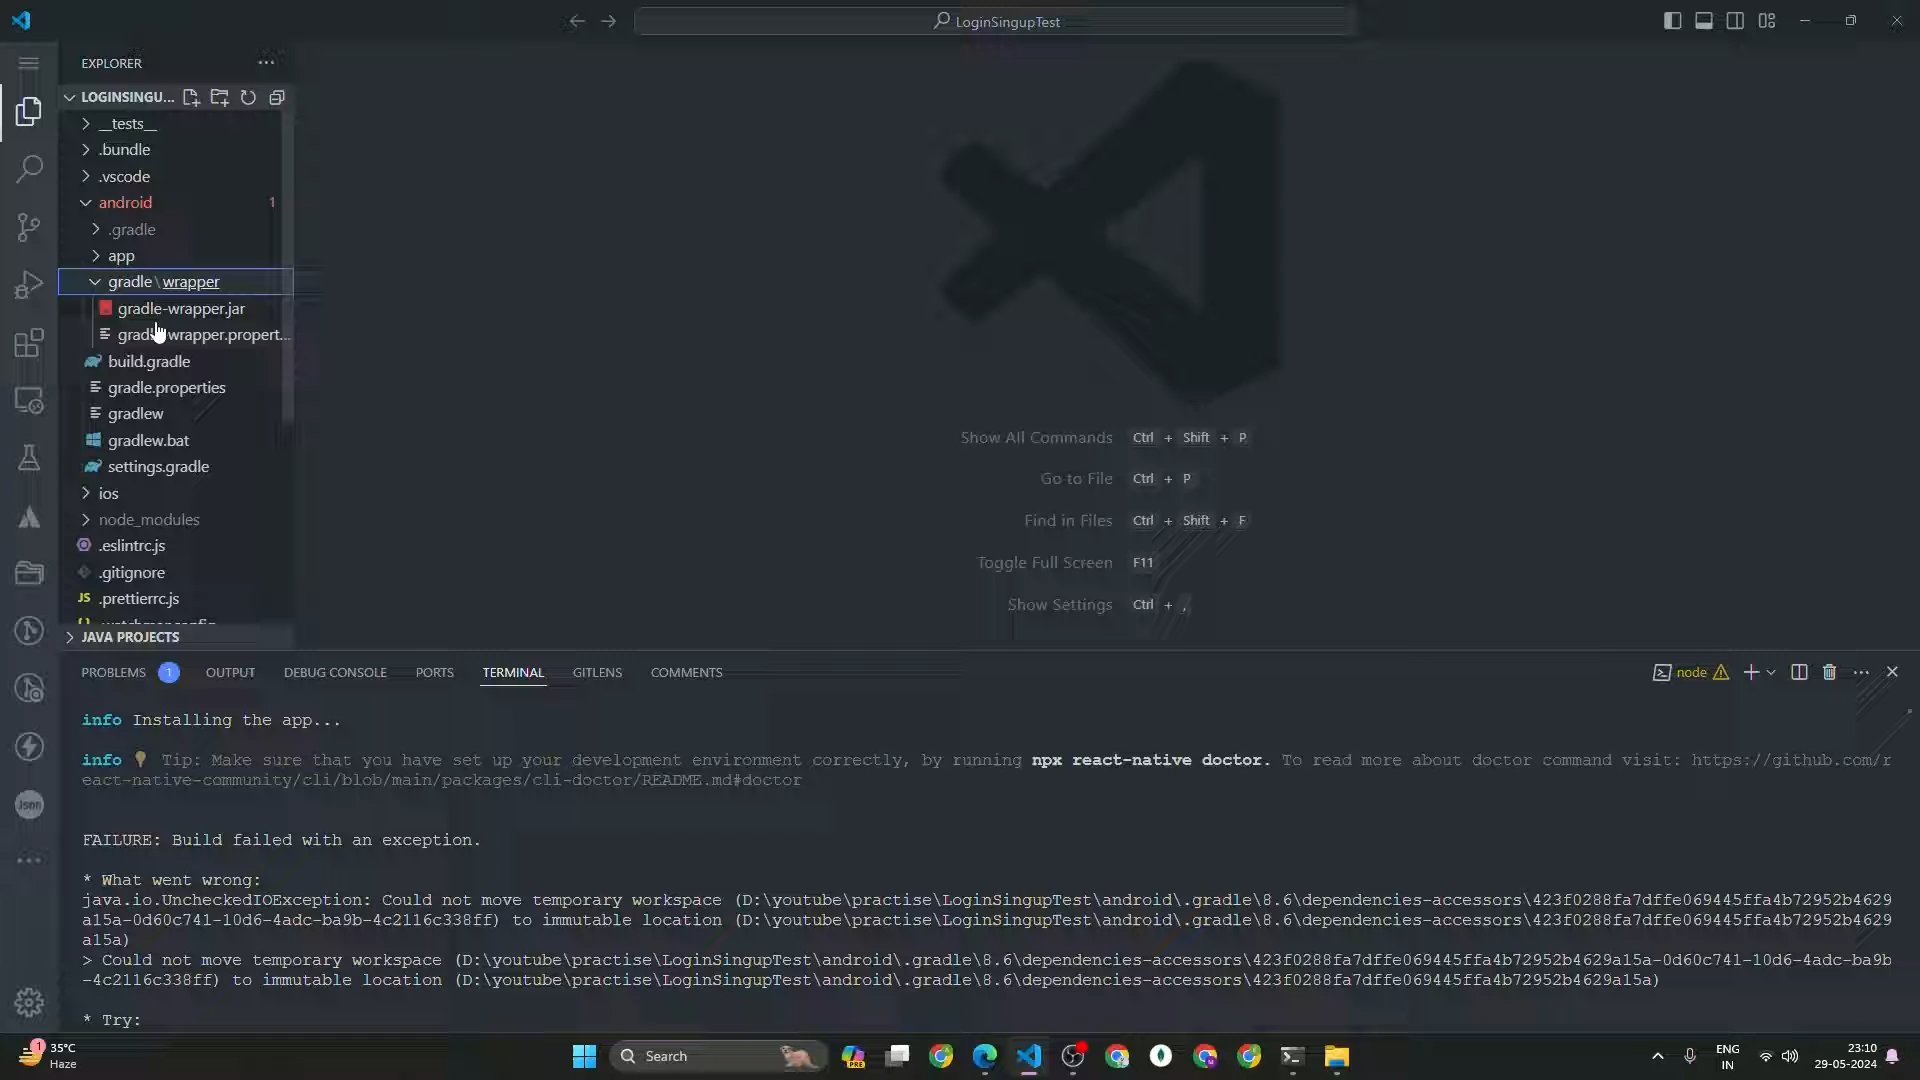 LoginSingupTest
EXPLORER
LOGINSINGU...
__tests__
.bundle
.vscode
android 1
.gradle
app
gradle\wrapper
gradle-wrapper.jar
wrapper.propert...
build.gradle
gradle.properties
gradlew
gradlew.bat
settings.gradle
ios
node_modules
.eslintrc.js
.gitignore
JS .prettierrc.js
JAVA PROJECTS
Json
Show All Commands Ctrl + Shift + P
Go to File Ctrl + P
Find in Files Ctrl + Shift + F
Toggle Full Screen F11
Show Settings Ctrl + ,
PROBLEMS 1 OUTPUT DEBUG CONSOLE PORTS TERMINAL GITLENS COMMENTS node
info Installing the app...
info Tip: Make sure that you have set up your development environment correctly, by running npx react-native doctor. To read more about doctor command visit: https://github.com/r
eact-native-community/cli/blob/main/packages/cli-doctor/README.md#doctor
FAILURE: Build failed with an exception.
* What went wrong:
java.io.UncheckedIOException: Could not move temporary workspace (D:\youtube\practise\LoginSingupTest\android\.gradle\8.6\dependencies-accessors\423f0288fa7dffe069445ffa4b72952b4629
a15a-0d60c741-10d6-4adc-ba9b-4c2116c338ff) to immutable location (D:\youtube\practise\LoginSingupTest\android\.gradle\8.6\dependencies-accessors\423f0288fa7dffe069445ffa4b72952b4629
a15a)
> Could not move temporary workspace (D:\youtube\practise\LoginSingupTest\android\.gradle\8.6\dependencies-accessors\423f0288fa7dffe069445ffa4b72952b4629a15a-0d60c741-10d6-4adc-ba9b
-4c2116c338ff) to immutable location (D:\youtube\practise\LoginSingupTest\android\.gradle\8.6\dependencies-accessors\423f0288fa7dffe069445ffa4b72952b4629a15a)
* Try:
1
35°C
Haze
Search
PRE
ENG
IN
23:10
29-05-2024